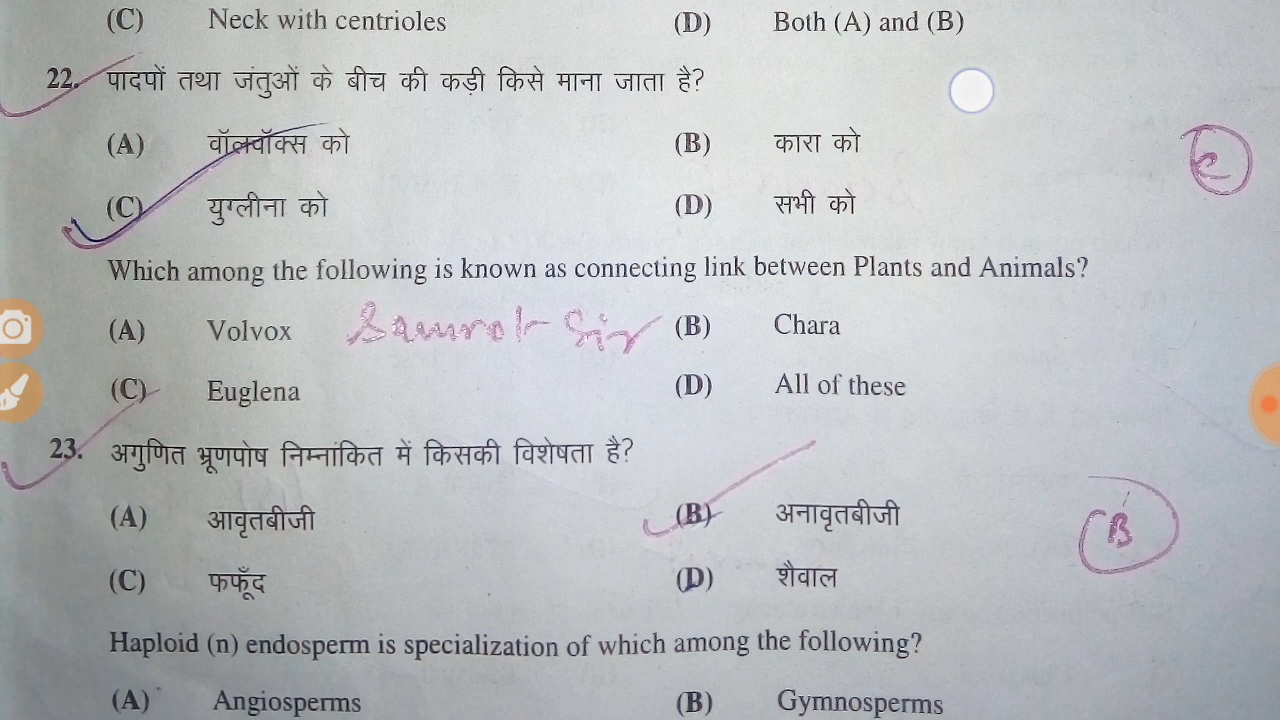 (C) Neck with centrioles (D) Both (A) and (B)
22. पादपों तथा जंतुओं के बीच की कड़ी किसे माना जाता है?
(A) वॉलवॉक्स को (B) कारा को
(C) युग्लीना को (D) सभी को
Which among the following is known as connecting link between Plants and Animals?
(A) Volvox (B) Chara
(C) Euglena (D) All of these
23. अगुणित भ्रूणपोष निम्नांकित में किसकी विशेषता है?
(A) आवृतबीजी (B) अनावृतबीजी
B
(C) फफूँद (D) शैवाल
Haploid (n) endosperm is specialization of which among the following?
(A) Angiosperms (B) Gymnosperms